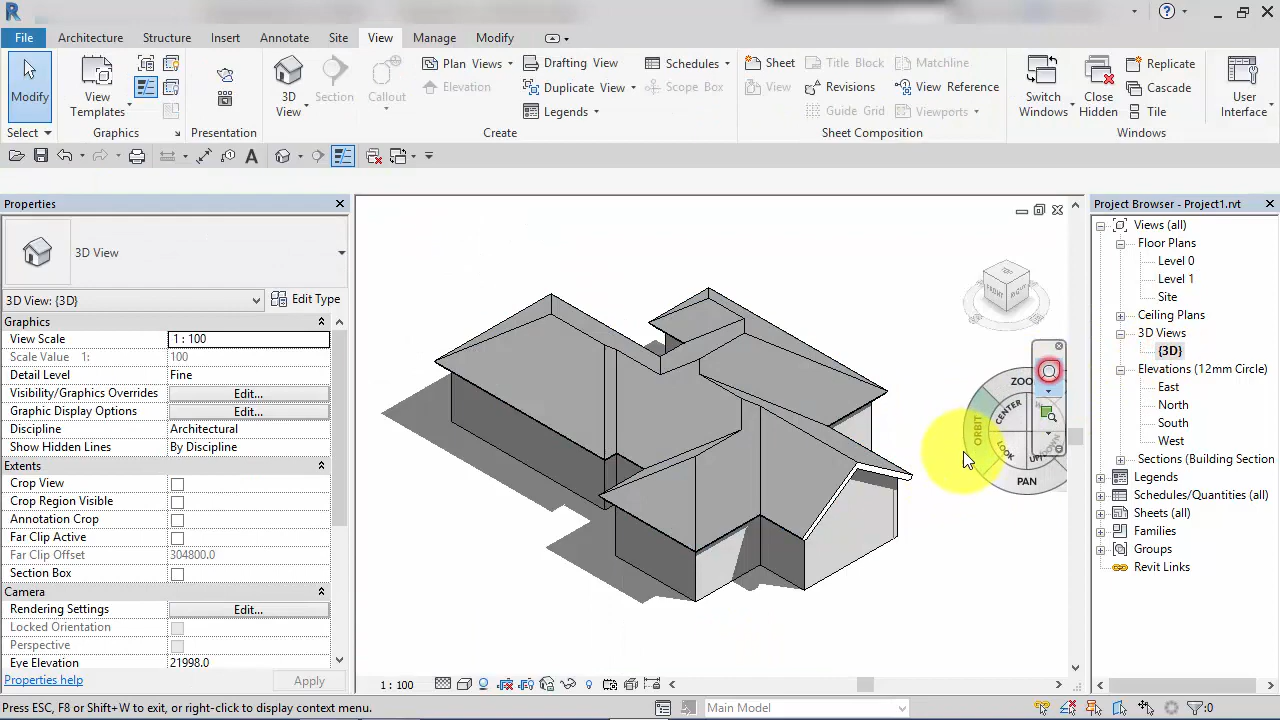 File Architecture Structure Insert Annotate Site View Manage Modify
Modify
View
Templates
3D
View
Section
Callout
Plan Views
Elevation
Drafting View
Duplicate View
Legends
Schedules
Scope Box
Sheet
View
Title Block
Revisions
Guide Grid
Matchline
View Reference
Viewports
Switch
Windows
Close
Hidden
Replicate
Cascade
Tile
User
Interface
Select
Graphics
Presentation
Create
Sheet Composition
Windows
Properties
3D View
3D View: {3D}
Edit Type
Graphics
View Scale 1 : 100
Scale Value 1: 100
Detail Level Fine
Visibility/Graphics Overrides Edit...
Graphic Display Options Edit...
Discipline Architectural
Show Hidden Lines By Discipline
Extents
Crop View
Crop Region Visible
Annotation Crop
Far Clip Active
Far Clip Offset 304800.0
Section Box
Camera
Rendering Settings Edit...
Locked Orientation
Perspective
Eye Elevation 21998.0
Properties help
Apply
TOP
FRONT
RIGHT
ZOO
CENTER
ORBIT
LOOK
PAN
1 : 100
Project Browser - Project1.rvt
Views (all)
Floor Plans
Level 0
Level 1
Site
Ceiling Plans
3D Views
{3D}
Elevations (12mm Circle)
East
North
South
West
Sections (Building Section
Legends
Schedules/Quantities (all)
Sheets (all)
Families
Groups
Revit Links
Press ESC, F8 or Shift+W to exit, or right-click to display context menu.
Main Model
:0